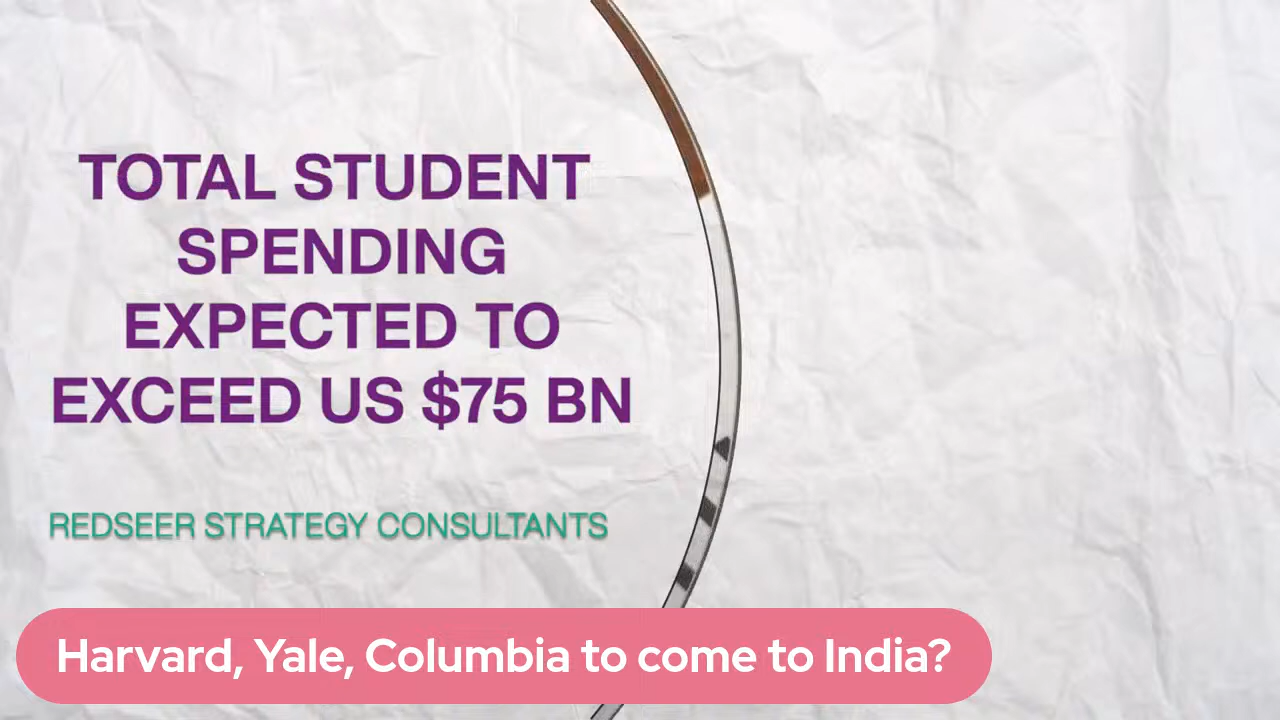 TOTAL STUDENT
SPENDING
EXPECTED TO
EXCEED US $75 BN
REDSEER STRATEGY CONSULTANTS
Harvard, Yale, Columbia to come to India?